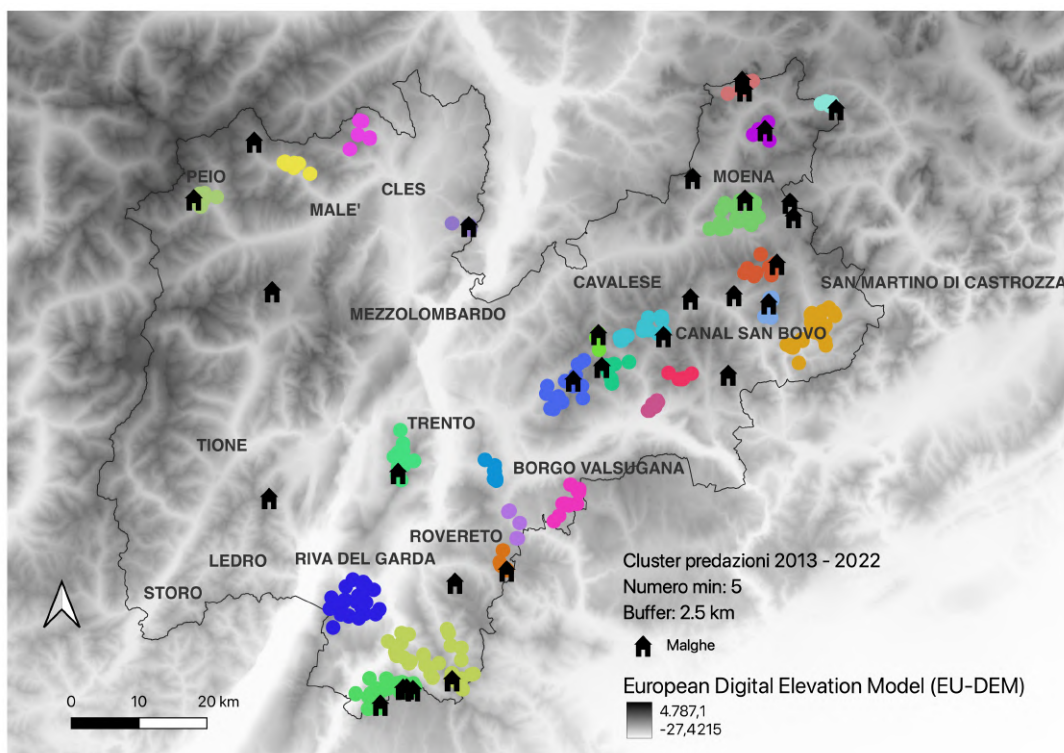 PEIO
MOENA
CLES
MALE'
CAVALESE
SAN MARTINO DI CASTROZZA
MEZZOLOMBARDO
CANAL SAN BOVO
TRENTO
TIONE
BORGO VALSUGANA
ROVERETO
LEDRO
RIVA DEL GARDA
STORO
Cluster predazioni 2013 - 2022
Numero min: 5
Buffer: 2.5 km
Malghe
European Digital Elevation Model (EU-DEM)
4.787,1
-27,4215
0 10 20 km